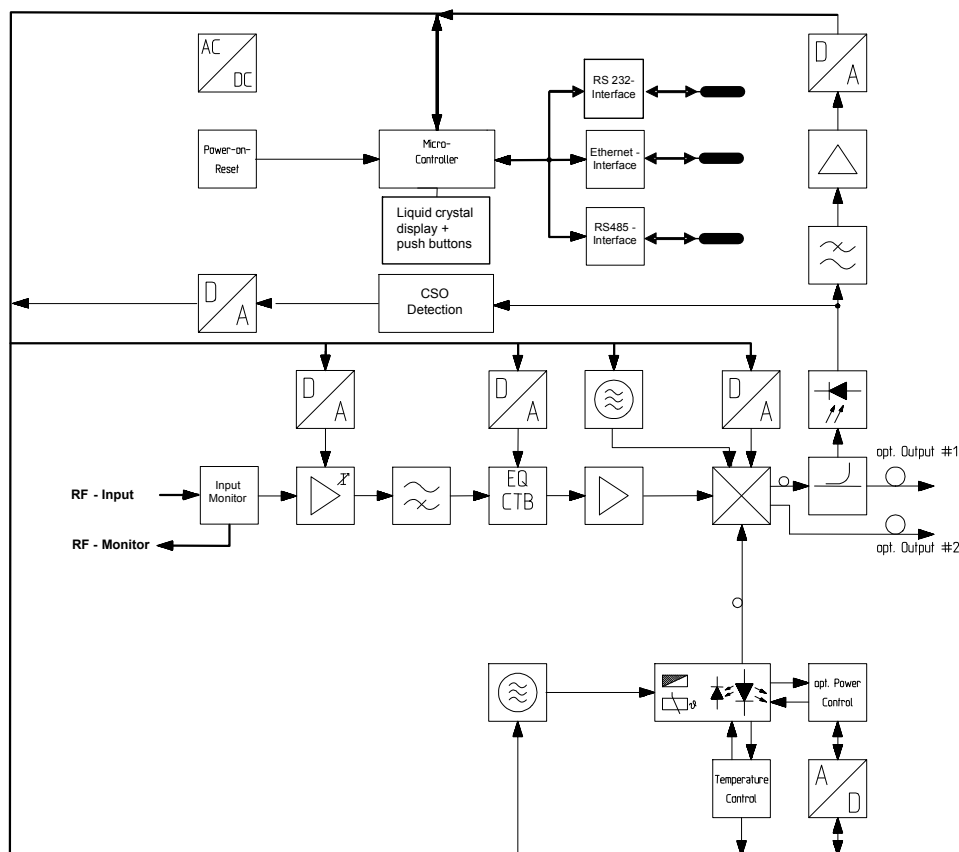 AC
DC
D
A
RS 232-
Interface
Power-on-
Reset
Micro-
Controller
Ethernet -
Interface
Liquid crystal
display +
push buttons
RS485 -
Interface
D
A
CSO
Detection
D
A
D
A
D
A
RF - Input
Input
Monitor
EQ
CTB
opt. Output #1
RF - Monitor
opt. Output #2
ϑ
opt. Power
Control
Temperature
Control
A
D